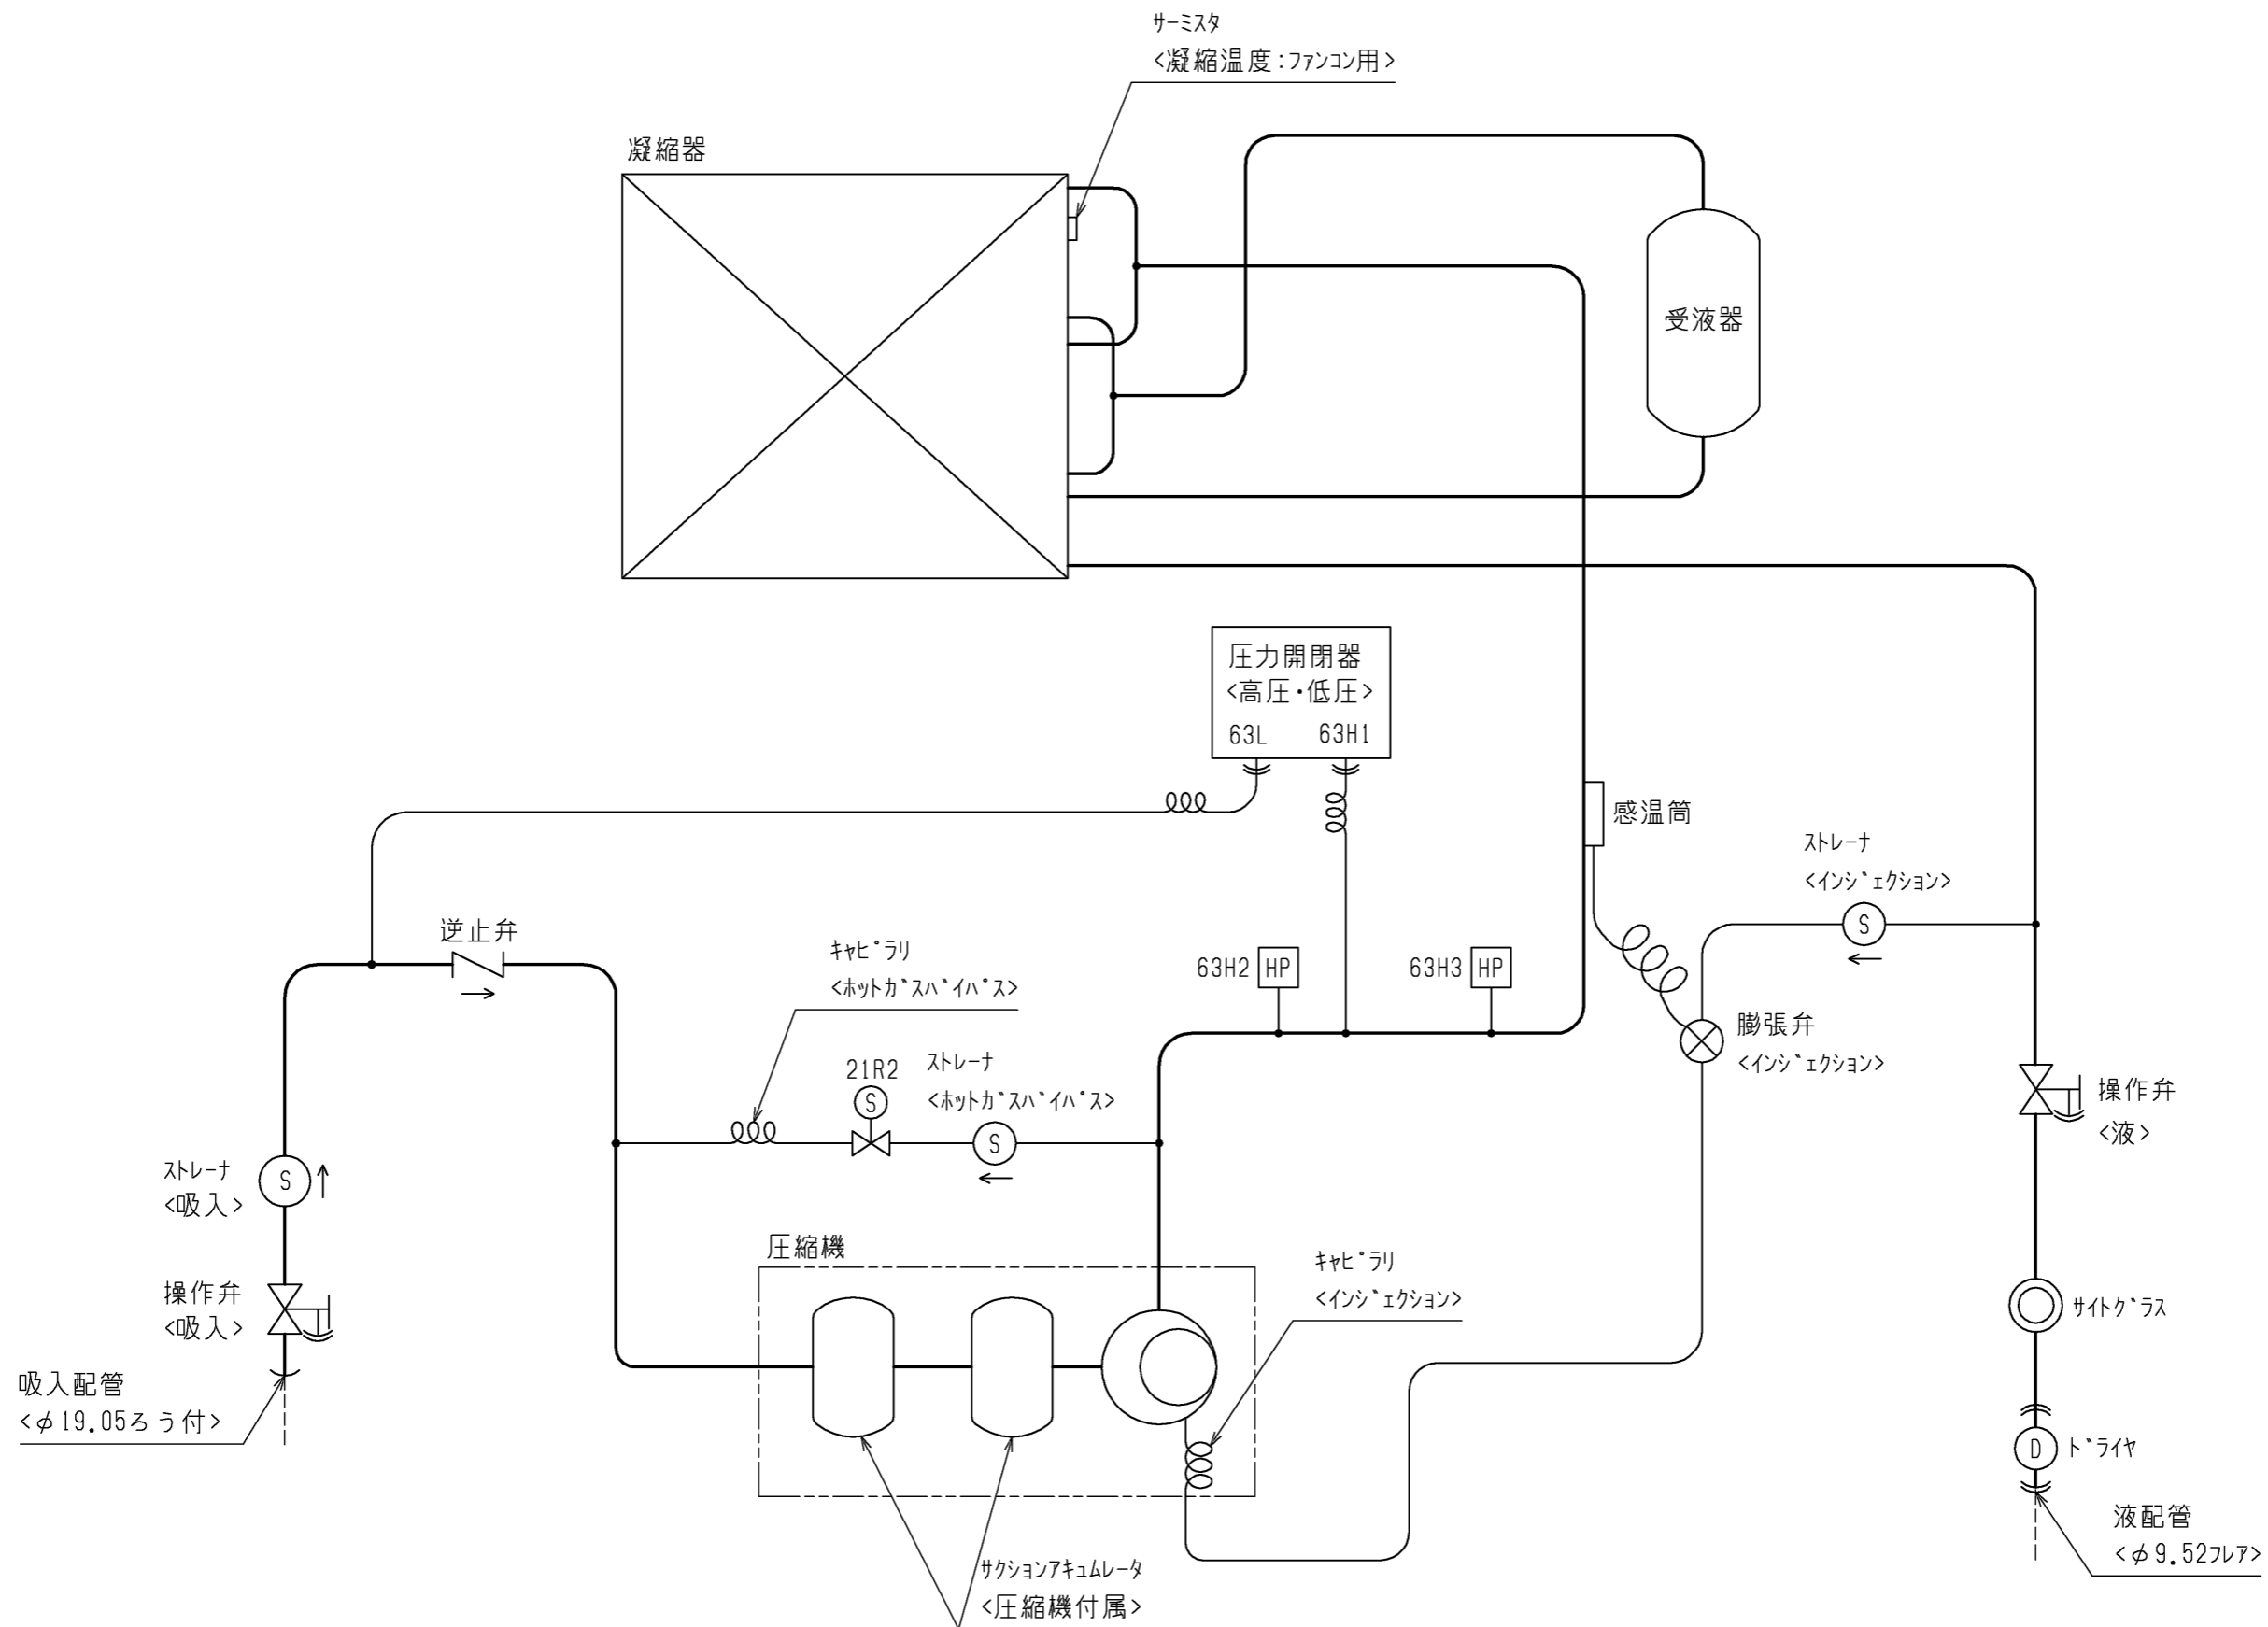 サーミスタ
<凝縮温度:ファンコン用>
凝縮器
受液器
圧力開閉器
<高圧・低圧>
63L
63H1
感温筒
ストレーナ
<インジェクション>
S
逆止弁
キャピラリ
<ホットガスバイパス>
63H2
HP
63H3
HP
膨張弁
<インジェクション>
21R2
S
ストレーナ
<ホットガスバイパス>
S
操作弁
<液>
ストレーナ
<吸入>
S
圧縮機
キャピラリ
<インジェクション>
操作弁
<吸入>
サイトグラス
吸入配管
<φ19.05ろう付>
D
ドライヤ
液配管
<φ9.52フレア>
サクションアキュムレータ
<圧縮機付属>